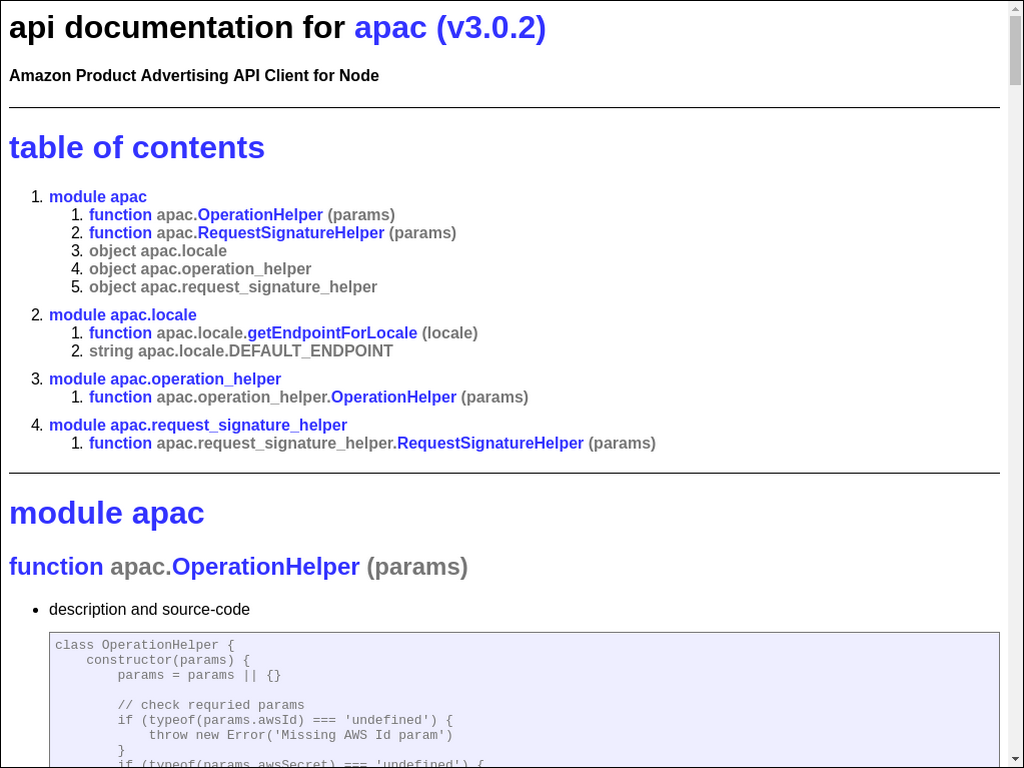 api documentation for apac (v3.0.2)
Amazon Product Advertising API Client for Node
table of contents
1. module apac
1. function apac.OperationHelper (params)
2. function apac.RequestSignatureHelper (params)
3. object apac.locale
4. object apac.operation_helper
5. object apac.request_signature_helper
2. module apac.locale
1. function apac.locale.getEndpointForLocale (locale)
2. string apac.locale.DEFAULT_ENDPOINT
3. module apac.operation_helper
1. function apac.operation_helper.OperationHelper (params)
4. module apac.request_signature_helper
1. function apac.request_signature_helper.RequestSignatureHelper (params)
module apac
function apac.OperationHelper (params)
• description and source-code
class OperationHelper {
    constructor(params) {
        params = params || {}
        // check requried params
        if (typeof(params.awsId) === 'undefined') {
            throw new Error('Missing AWS Id param')
        }
        if (typeof(params.awsSecret) === 'undefined') {